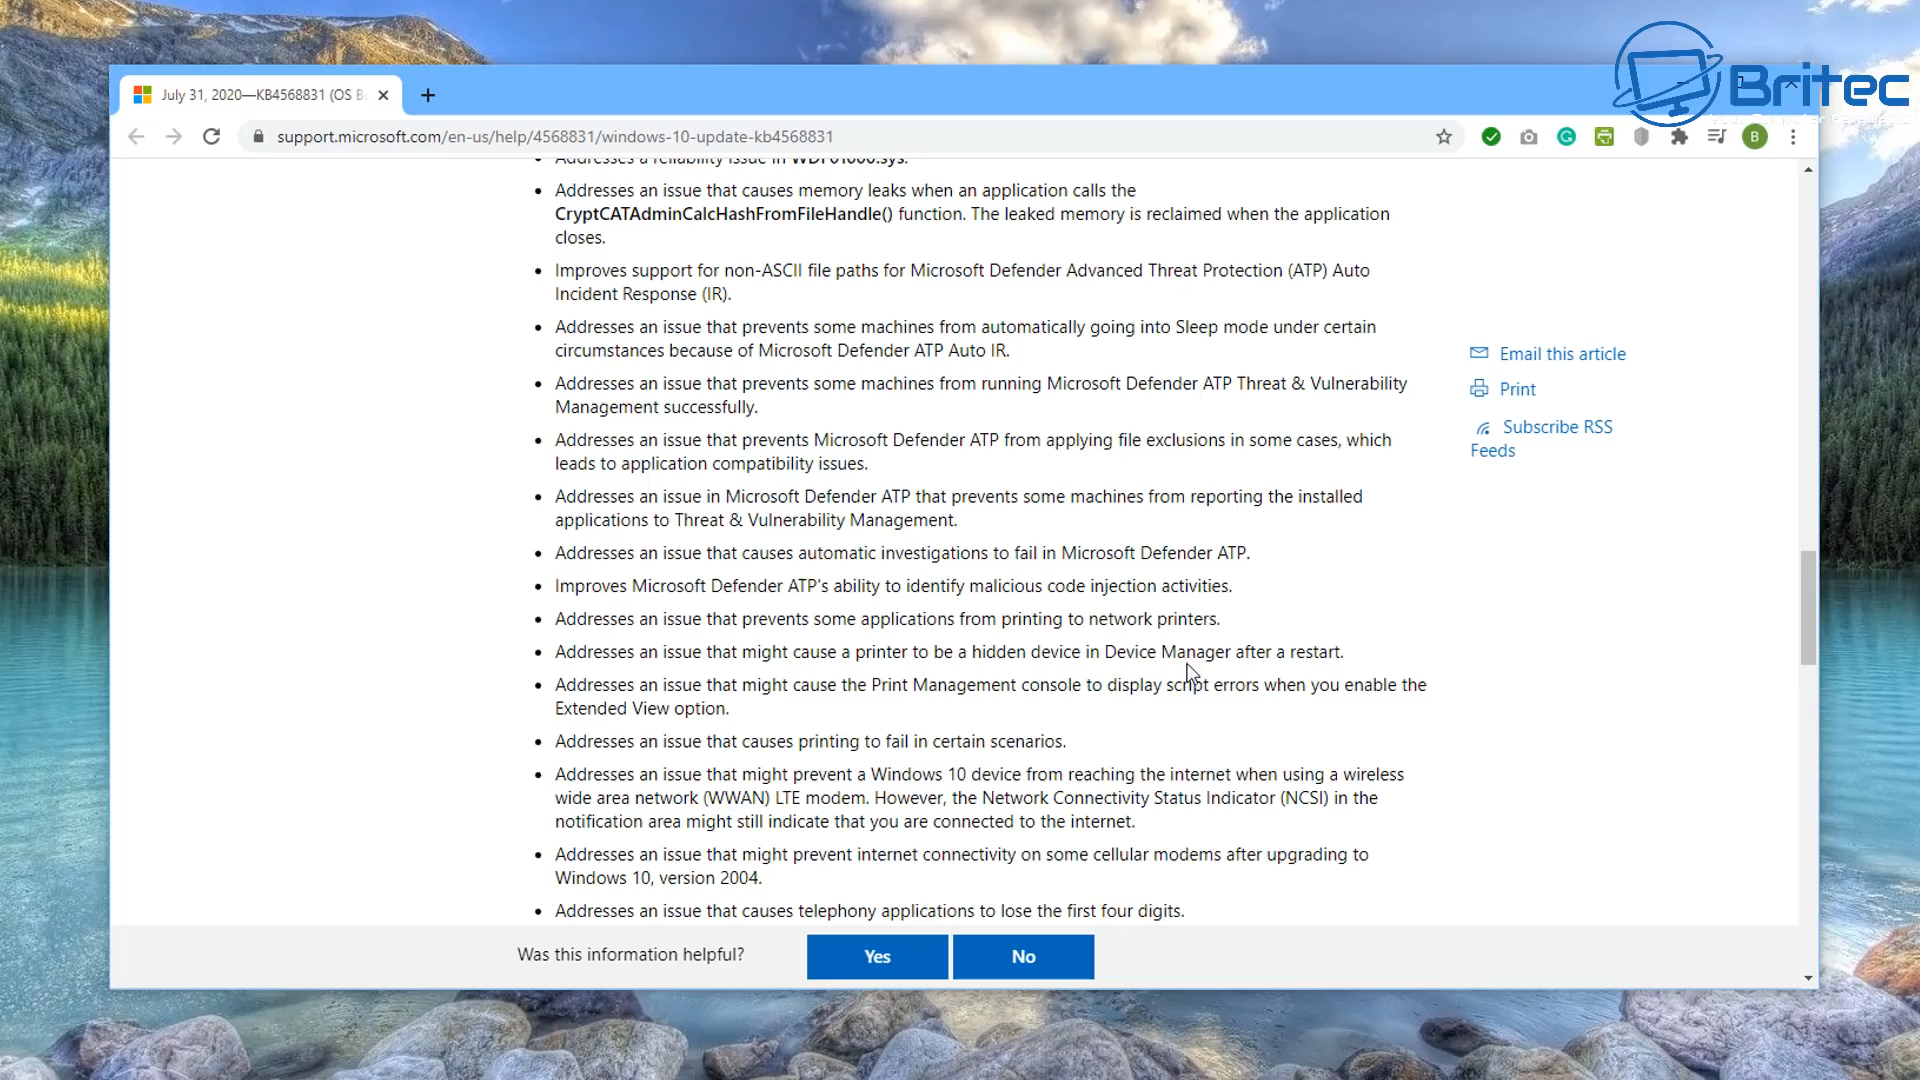 July 31, 2020—KB4568831 (OS B
Britec
support.microsoft.com/en-us/help/4568831/windows-10-update-kb4568831
B
Addresses a reliability issue in WDF01000.sys.
• Addresses an issue that causes memory leaks when an application calls the
CryptCATAdminCalcHashFromFileHandle() function. The leaked memory is reclaimed when the application
closes.
• Improves support for non-ASCII file paths for Microsoft Defender Advanced Threat Protection (ATP) Auto
Incident Response (IR).
• Addresses an issue that prevents some machines from automatically going into Sleep mode under certain
circumstances because of Microsoft Defender ATP Auto IR.
• Addresses an issue that prevents some machines from running Microsoft Defender ATP Threat & Vulnerability
Management successfully.
• Addresses an issue that prevents Microsoft Defender ATP from applying file exclusions in some cases, which
leads to application compatibility issues.
• Addresses an issue in Microsoft Defender ATP that prevents some machines from reporting the installed
applications to Threat & Vulnerability Management.
• Addresses an issue that causes automatic investigations to fail in Microsoft Defender ATP.
• Improves Microsoft Defender ATP's ability to identify malicious code injection activities.
• Addresses an issue that prevents some applications from printing to network printers.
• Addresses an issue that might cause a printer to be a hidden device in Device Manager after a restart.
• Addresses an issue that might cause the Print Management console to display script errors when you enable the
Extended View option.
• Addresses an issue that causes printing to fail in certain scenarios.
• Addresses an issue that might prevent a Windows 10 device from reaching the internet when using a wireless
wide area network (WWAN) LTE modem. However, the Network Connectivity Status Indicator (NCSI) in the
notification area might still indicate that you are connected to the internet.
• Addresses an issue that might prevent internet connectivity on some cellular modems after upgrading to
Windows 10, version 2004.
• Addresses an issue that causes telephony applications to lose the first four digits.
Email this article
Print
Subscribe RSS
Feeds
Was this information helpful?
Yes
No